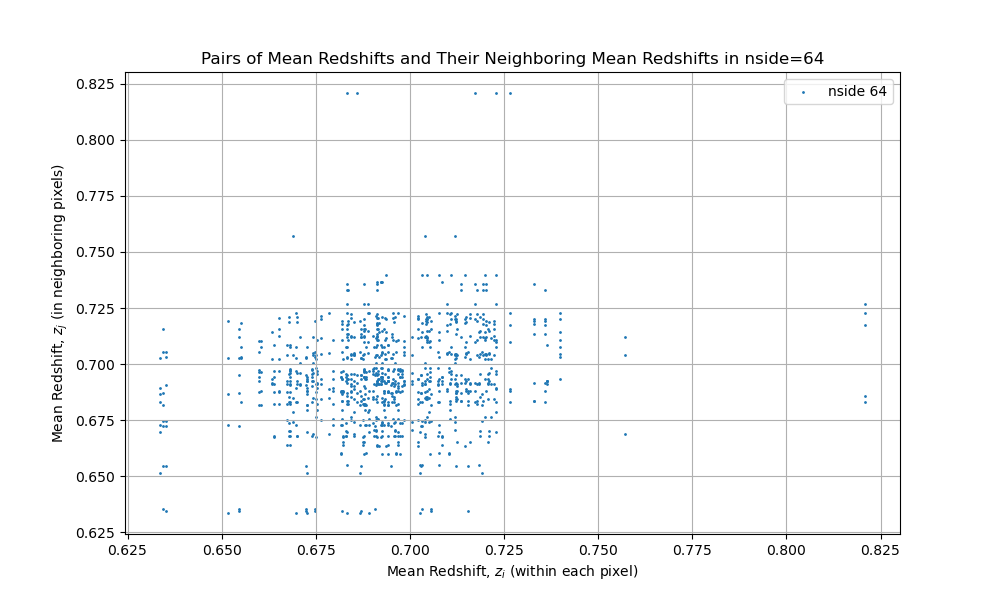 Pairs of Mean Redshifts and Their Neighboring Mean Redshifts in nside=64
nside 64
Mean Redshift, z_j (in neighboring pixels)
0.825
0.800
0.775
0.750
0.725
0.700
0.675
0.650
0.625
0.625 0.650 0.675 0.700 0.725 0.750 0.775 0.800 0.825
Mean Redshift, z_i (within each pixel)